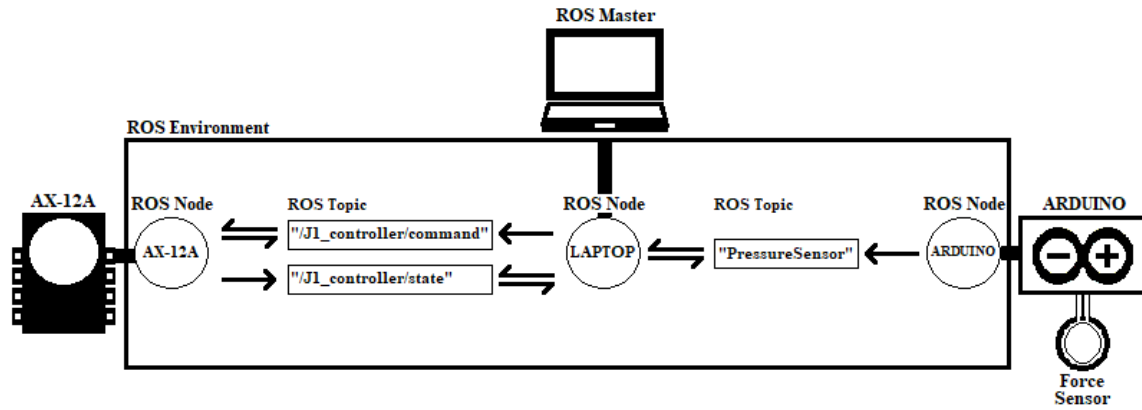 ROS Master
ROS Environment
AX-12A
ROS Node
ROS Topic
ROS Node
ROS Topic
ROS Node
ARDUINO
AX-12A
"/J1_controller/command"
"/J1_controller/state"
LAPTOP
"PressureSensor"
ARDUINO
Force
Sensor